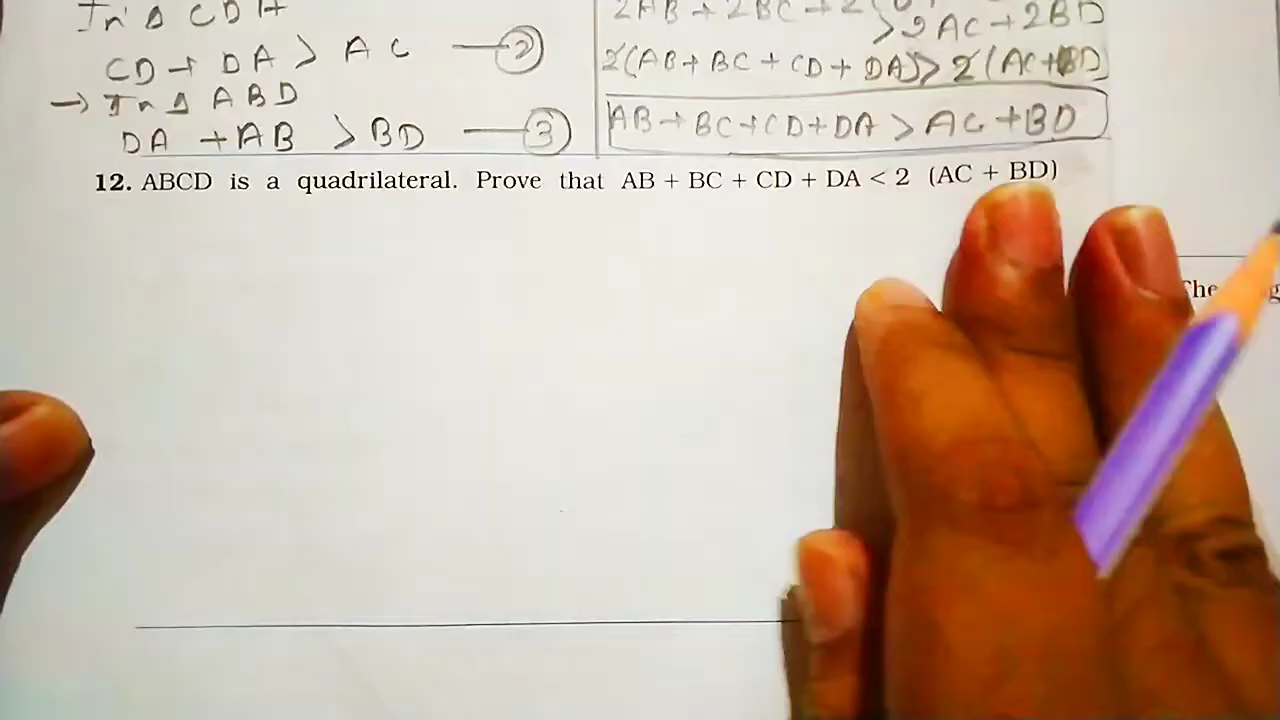 In Δ CDA
CD + DA > AC —②
→ In Δ ABD
DA + AB > BD —③
> 2AC + 2BD
2(AB + BC + CD + DA) > 2(AC+BD)
AB + BC + CD + DA > AC + BD
12. ABCD is a quadrilateral. Prove that AB + BC + CD + DA < 2 (AC + BD)